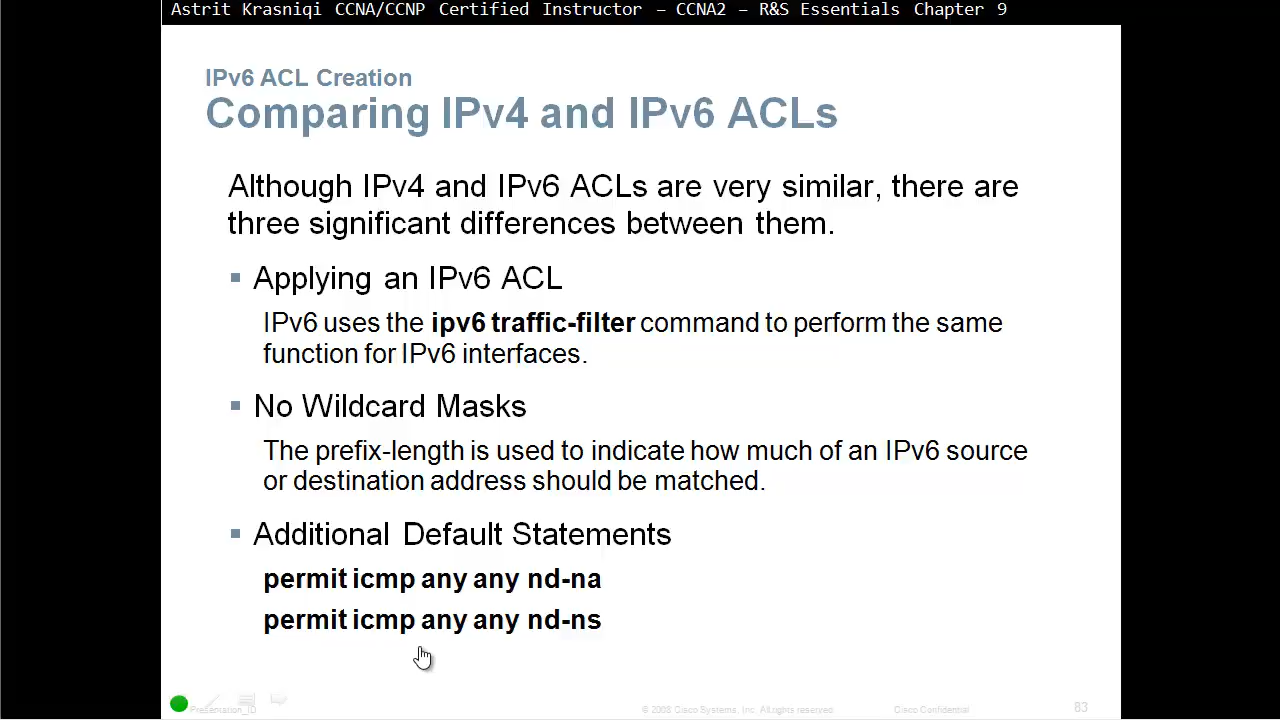 Astrit Krasniqi CCNA/CCNP Certified Instructor – CCNA2 – R&S Essentials Chapter 9
IPv6 ACL Creation
Comparing IPv4 and IPv6 ACLs
Although IPv4 and IPv6 ACLs are very similar, there are
three significant differences between them.
Applying an IPv6 ACL
IPv6 uses the ipv6 traffic-filter command to perform the same
function for IPv6 interfaces.
No Wildcard Masks
The prefix-length is used to indicate how much of an IPv6 source
or destination address should be matched.
Additional Default Statements
permit icmp any any nd-na
permit icmp any any nd-ns
Presentation_ID
© 2008 Cisco Systems, Inc. All rights reserved.
Cisco Confidential
83